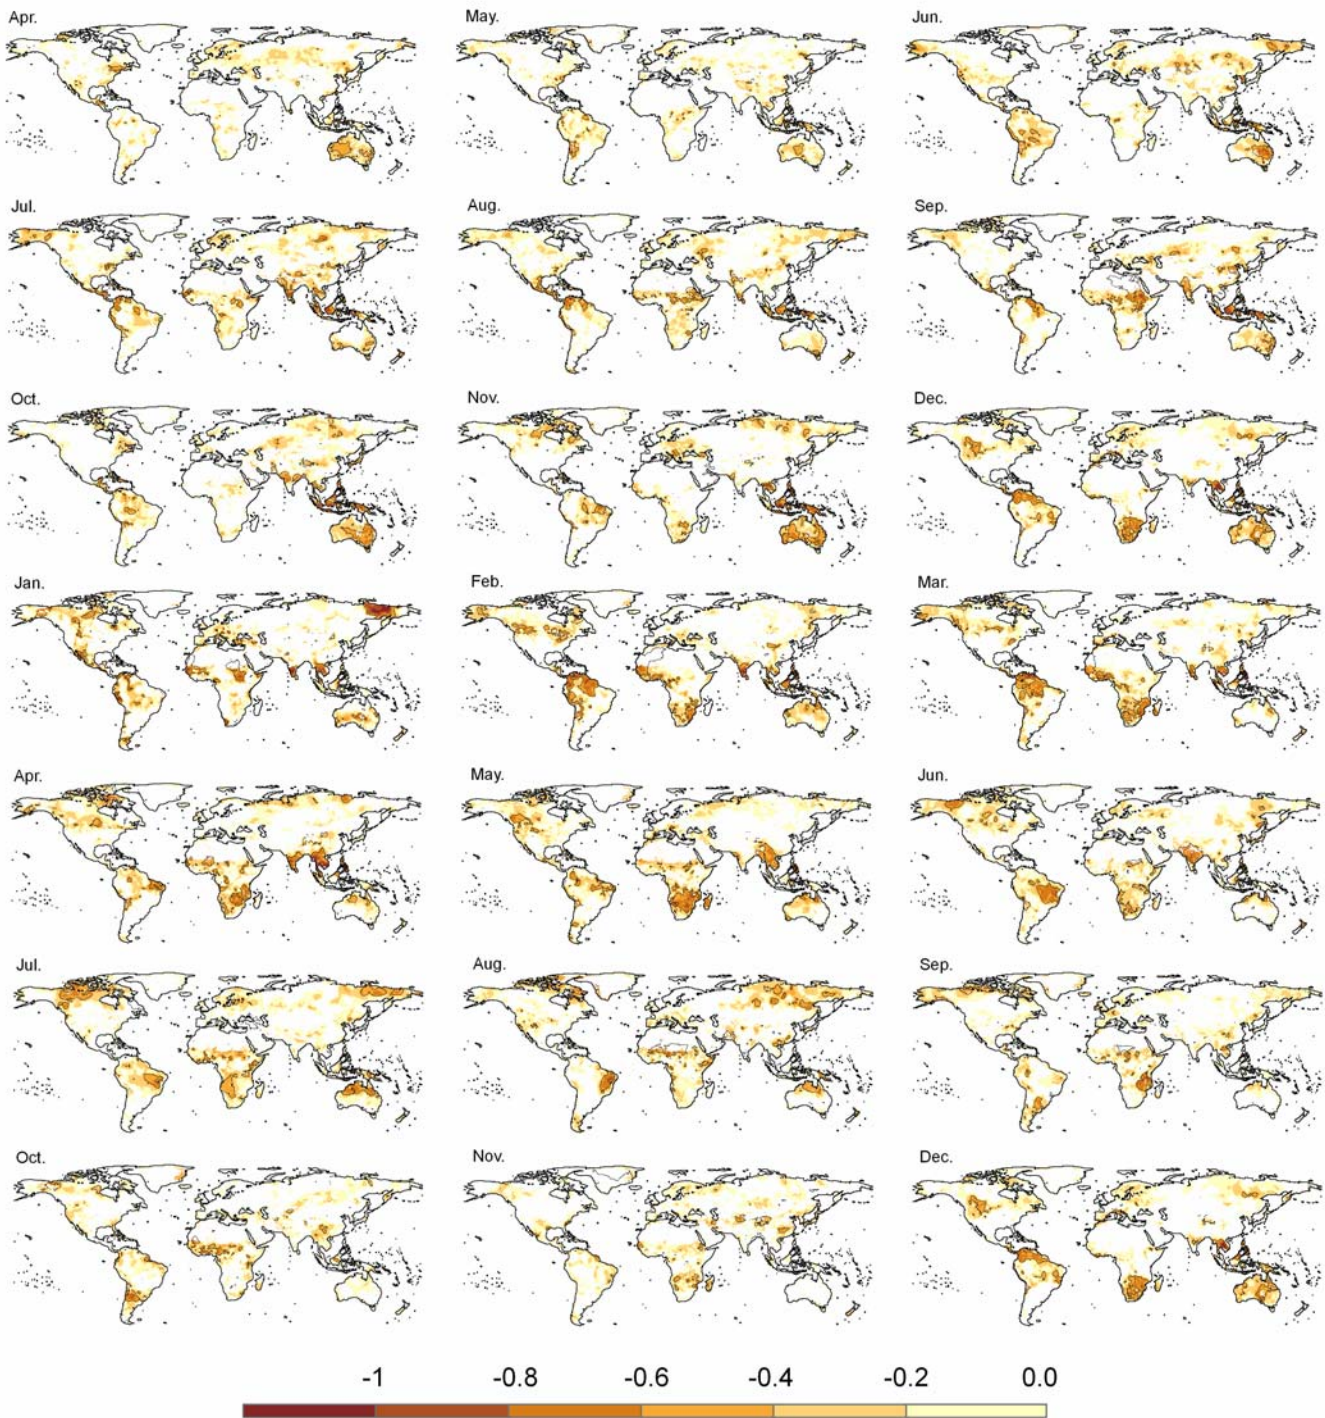 Apr. May. Jun.
Jul. Aug. Sep.
Oct. Nov. Dec.
Jan. Feb. Mar.
Apr. May. Jun.
Jul. Aug. Sep.
Oct. Nov. Dec.
-1 -0.8 -0.6 -0.4 -0.2 0.0